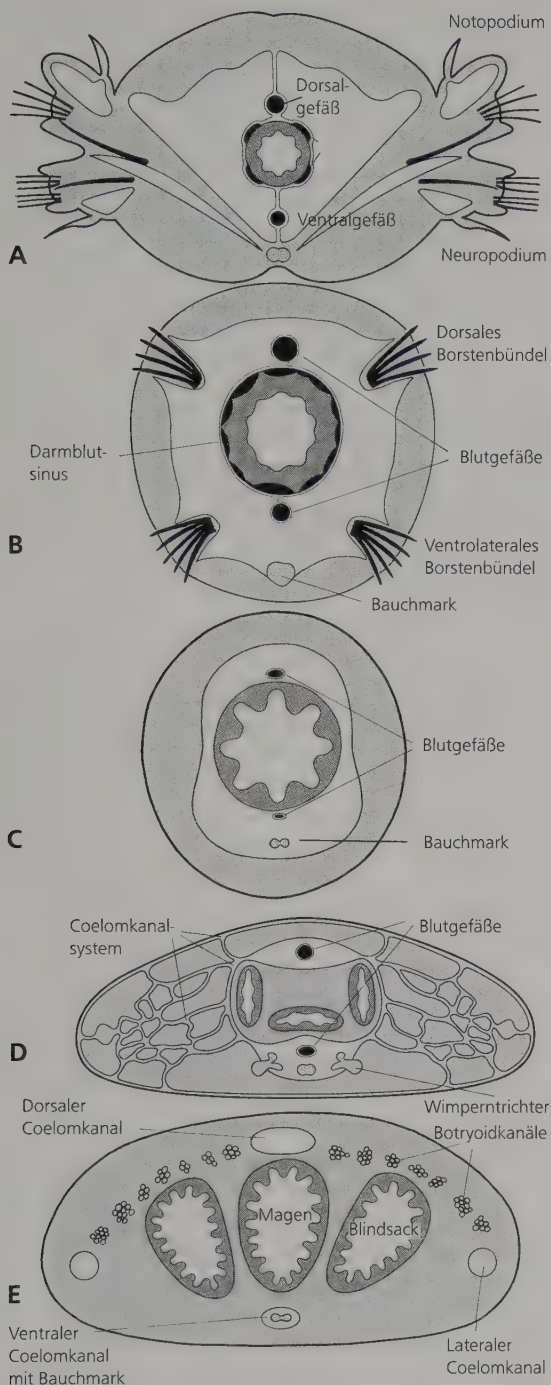 Notopodium
Dorsal-
gefäß
Ventralgefäß
A
Neuropodium
Dorsales
Borstenbündel
Darmblut-
sinus
Blutgefäße
B
Ventrolaterales
Borstenbündel
Bauchmark
Blutgefäße
C
Bauchmark
Coelomkanal-
system
Blutgefäße
D
Wimperntrichter
Dorsaler
Coelomkanal
Botryoidkanäle
Magen
Blindsack
E
Ventraler
Coelomkanal
mit Bauchmark
Lateraler
Coelomkanal